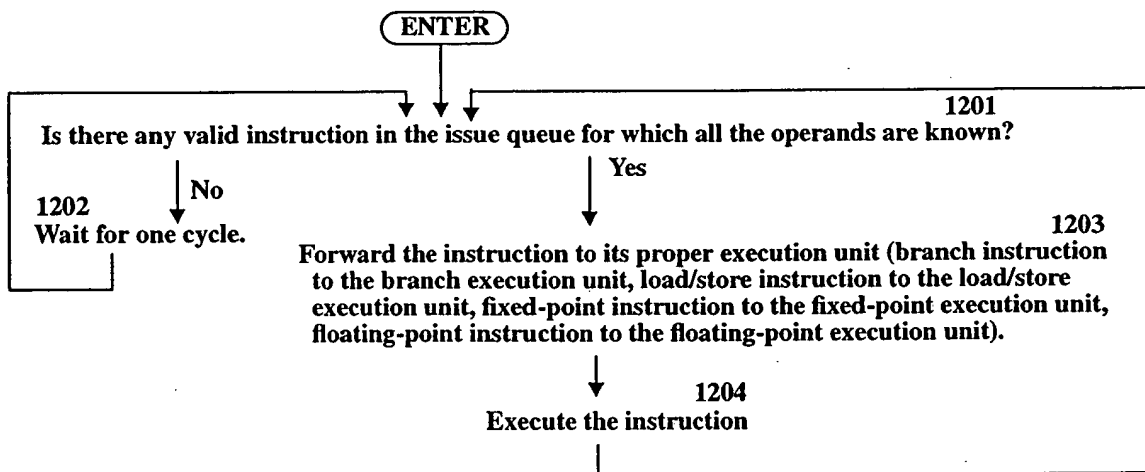 ENTER
1201
Is there any valid instruction in the issue queue for which all the operands are known?
No
Yes
1202
Wait for one cycle.
1203
Forward the instruction to its proper execution unit (branch instruction
to the branch execution unit, load/store instruction to the load/store
execution unit, fixed-point instruction to the fixed-point execution unit,
floating-point instruction to the floating-point execution unit).
1204
Execute the instruction